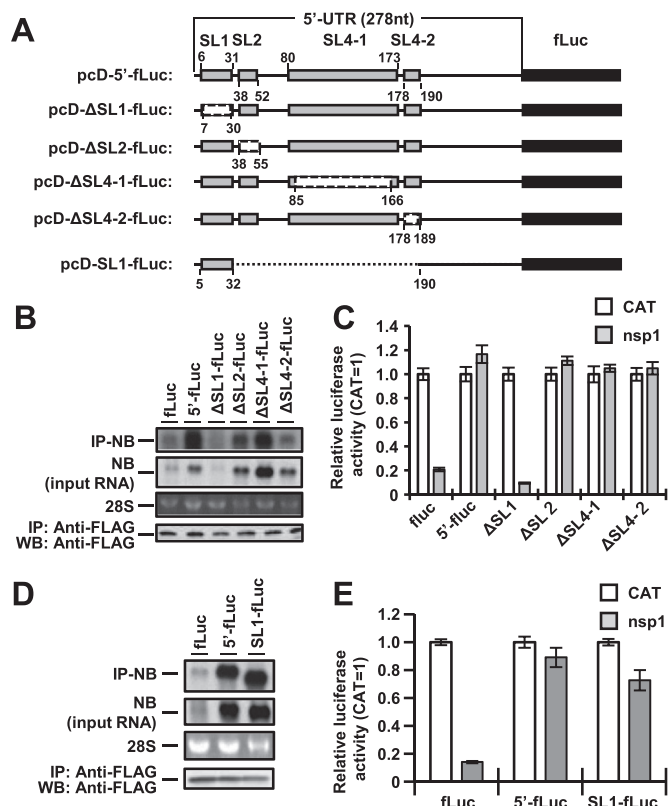 A
5'-UTR (278nt)
SL1 SL2 SL4-1 SL4-2 fLuc
6 31 80 173
pcD-5'-fLuc:
38 52 178 190
pcD-ΔSL1-fLuc:
7 30
pcD-ΔSL2-fLuc:
38 55
pcD-ΔSL4-1-fLuc:
85 166
pcD-ΔSL4-2-fLuc:
178 189
pcD-SL1-fLuc:
5 32 190
B
fLuc
5'-fLuc
ΔSL1-fLuc
ΔSL2-fLuc
ΔSL4-1-fLuc
ΔSL4-2-fLuc
IP-NB
NB
(input RNA)
28S
IP: Anti-FLAG
WB: Anti-FLAG
C
CAT
nsp1
Relative luciferase
activity (CAT=1)
1.4
1.2
1.0
0.8
0.6
0.4
0.2
0
fluc
5'-fluc
ΔSL1
ΔSL 2
ΔSL4-1
ΔSL4- 2
D
fLuc
5'-fLuc
SL1-fLuc
IP-NB
NB
(input RNA)
28S
IP: Anti-FLAG
WB: Anti-FLAG
E
CAT
nsp1
Relative luciferase
activity (CAT=1)
1.2
1.0
0.8
0.6
0.4
0.2
0
fLuc 5'-fLuc SL1-fLuc